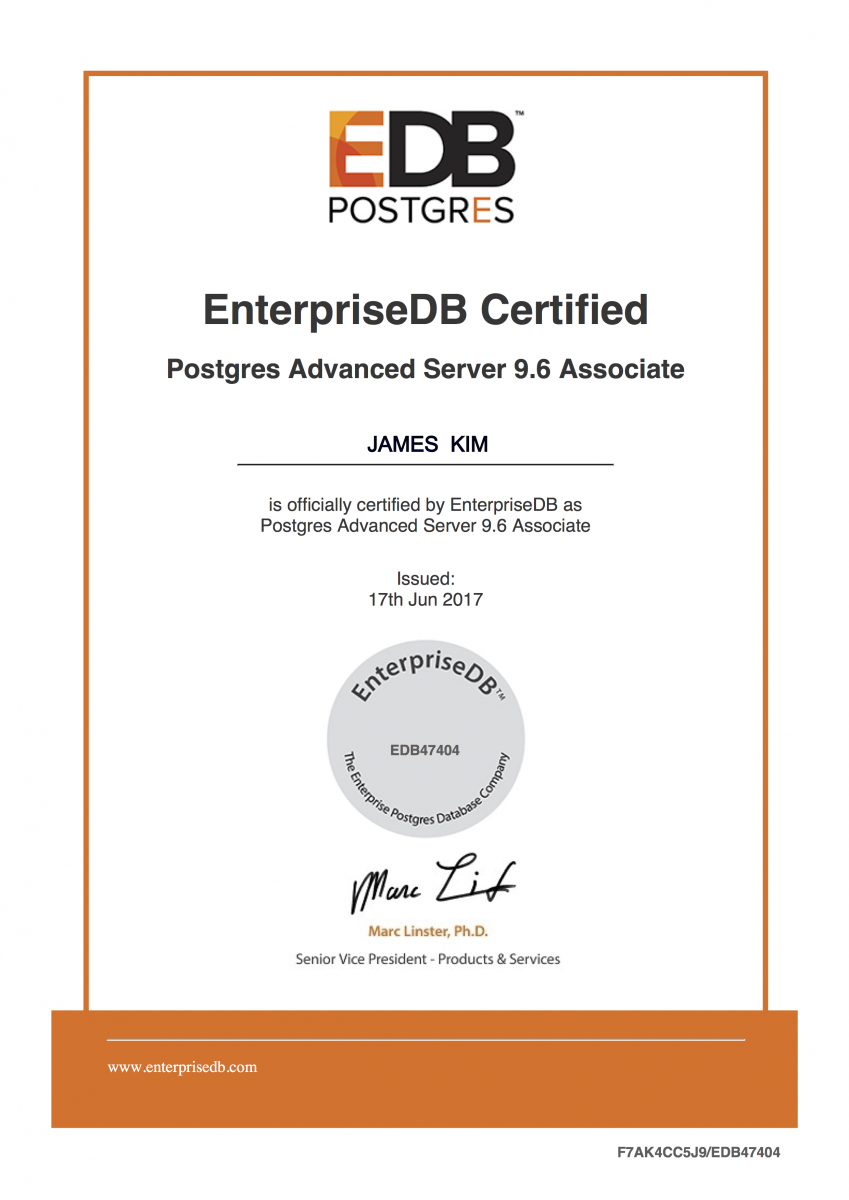 EDB™
POSTGRES
EnterpriseDB Certified
Postgres Advanced Server 9.6 Associate
JAMES KIM
is officially certified by EnterpriseDB as
Postgres Advanced Server 9.6 Associate
Issued:
17th Jun 2017
EnterpriseDB™
EDB47404
The Enterprise Postgres Database Company
Marc Lin
Marc Linster, Ph.D.
Senior Vice President - Products & Services
www.enterprisedb.com
F7AK4CC5J9/EDB47404